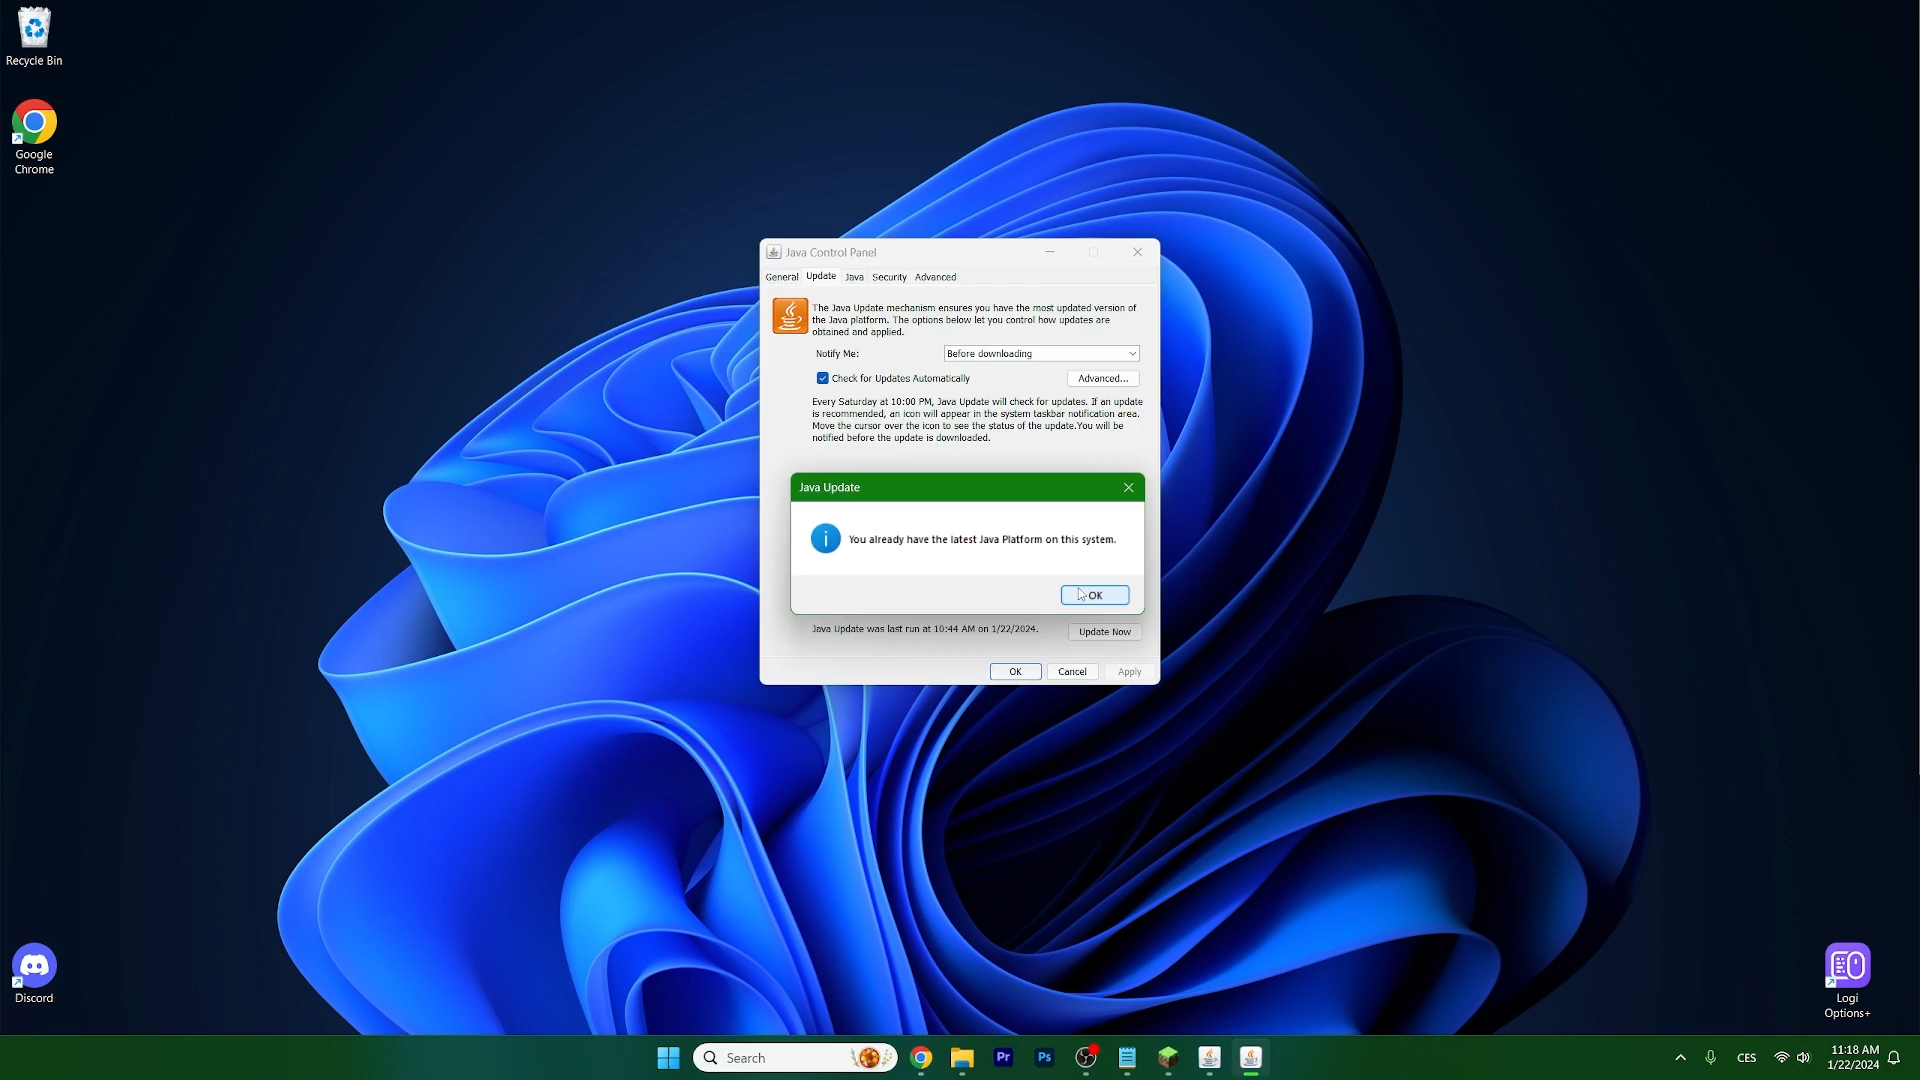 Recycle Bin
Google
Chrome
Java Control Panel
General
Update
Java
Security
Advanced
The Java Update mechanism ensures you have the most updated version of
the Java platform. The options below let you control how updates are
obtained and applied.
Notify Me:
Before downloading
Check for Updates Automatically
Advanced...
Every Saturday at 10:00 PM, Java Update will check for updates. If an update
is recommended, an icon will appear in the system taskbar notification area.
Move the cursor over the icon to see the status of the update.You will be
notified before the update is downloaded.
Java Update
You already have the latest Java Platform on this system.
OK
Java Update was last run at 10:44 AM on 1/22/2024.
Update Now
OK
Cancel
Apply
Discord
Logi
Options+
Search
Pr
Ps
CES
11:18 AM
1/22/2024